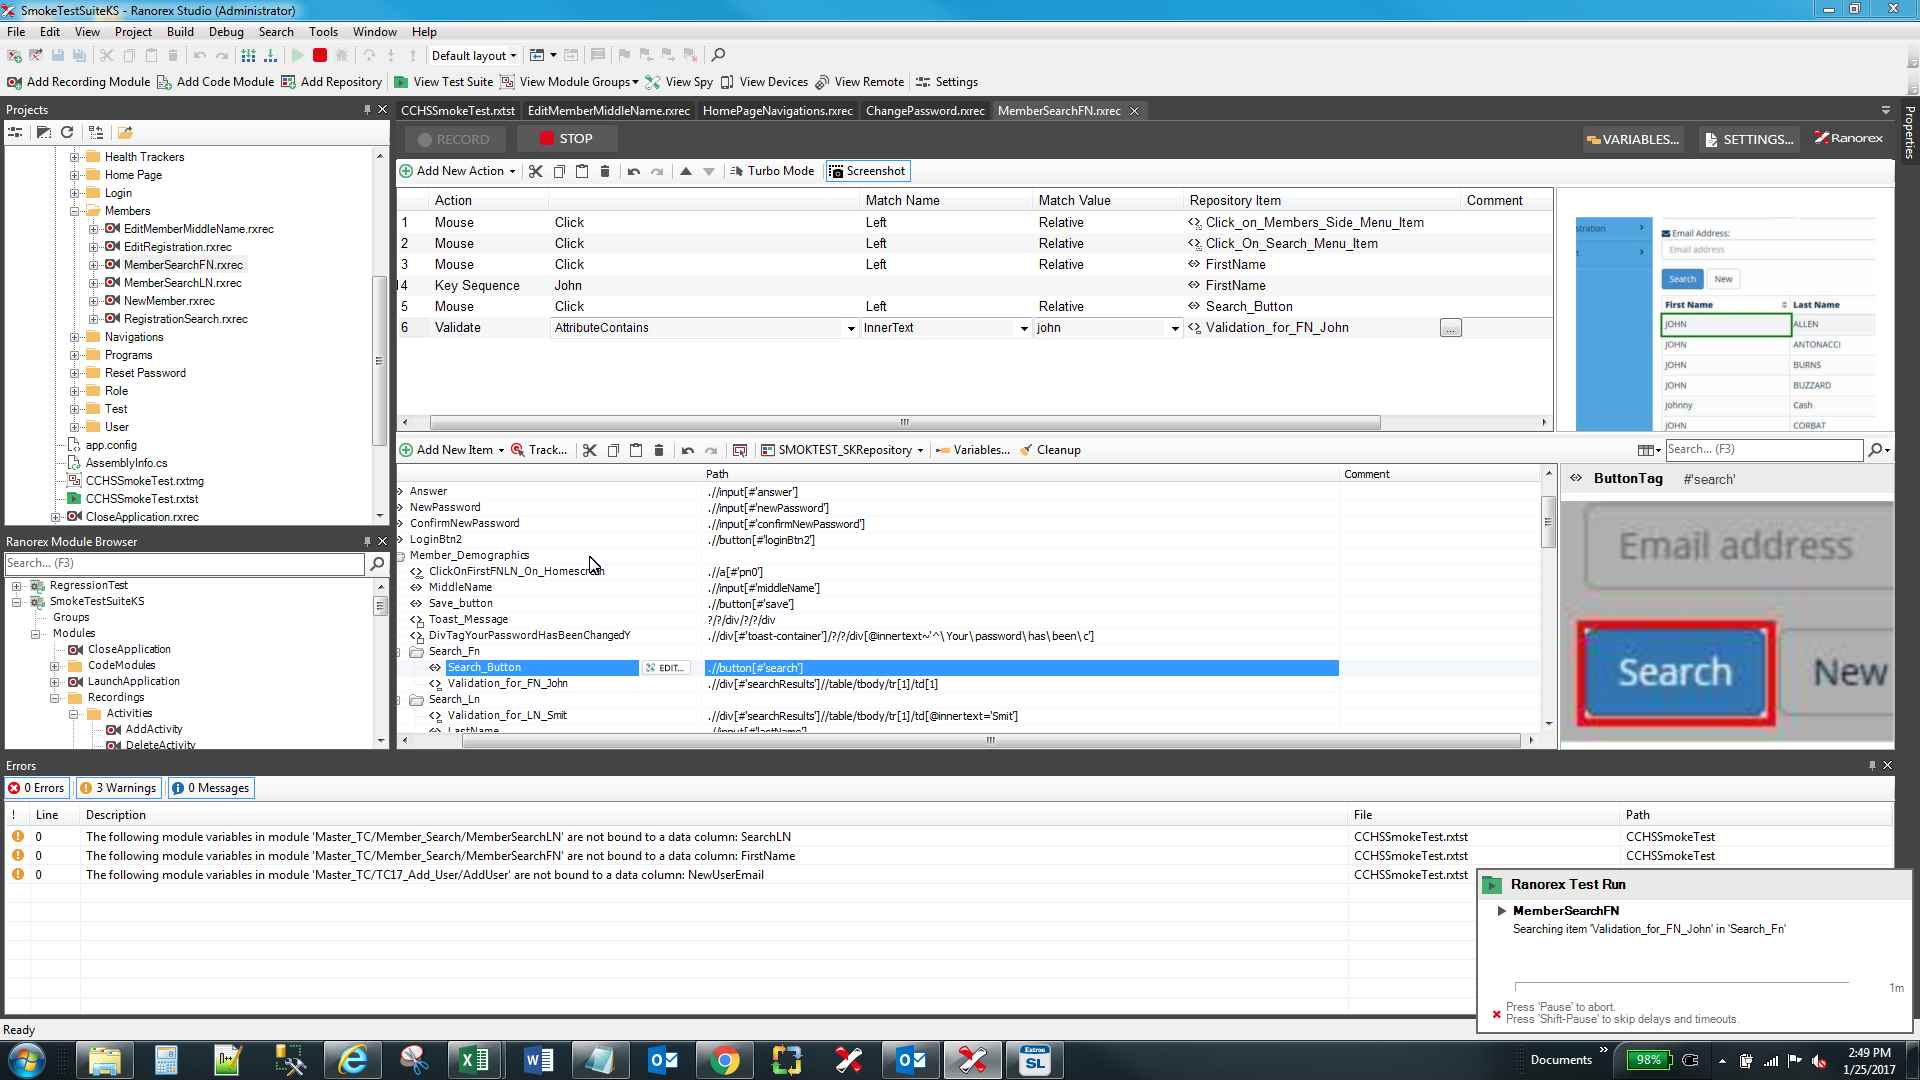 SmokeTestSuiteKS - Ranorex Studio (Administrator)
File Edit View Project Build Debug Search Tools Window Help
Default layout
Add Recording Module Add Code Module Add Repository View Test Suite View Module Groups View Spy View Devices View Remote Settings
Projects
Health Trackers
Home Page
Login
Members
EditMemberMiddleName.rxrec
EditRegistration.rxrec
MemberSearchFN.rxrec
MemberSearchLN.rxrec
NewMember.rxrec
RegistrationSearch.rxrec
Navigations
Programs
Reset Password
Role
Test
User
app.config
AssemblyInfo.cs
CCHSSmokeTest.rxtmg
CCHSSmokeTest.rxtst
CloseApplication.rxrec
Ranorex Module Browser
Search... (F3)
RegressionTest
SmokeTestSuiteKS
Groups
Modules
CloseApplication
CodeModules
LaunchApplication
Recordings
Activities
AddActivity
DeleteActivity
CCHSSmokeTest.rxtst EditMemberMiddleName.rxrec HomePageNavigations.rxrec ChangePassword.rxrec MemberSearchFN.rxrec
RECORD STOP VARIABLES... SETTINGS... Ranorex
Add New Action Turbo Mode Screenshot
Action Match Name Match Value Repository Item Comment
1 Mouse Click Left Relative Click_on_Members_Side_Menu_Item
2 Mouse Click Left Relative Click_On_Search_Menu_Item
3 Mouse Click Left Relative FirstName
4 Key Sequence John FirstName
5 Mouse Click Left Relative Search_Button
6 Validate AttributeContains InnerText john Validation_for_FN_John ...
stration
Email Address:
Email address
Search New
First Name Last Name
JOHN ALLEN
JOHN ANTONACCI
JOHN BURNS
JOHN BUZZARD
Johnny Cash
JOHN CORBAT
Add New Item Track... SMOKTEST_SKRepository Variables... Cleanup Search... (F3)
Path Comment
Answer .//input[#'answer']
NewPassword .//input[#'newPassword']
ConfirmNewPassword .//input[#'confirmNewPassword']
LoginBtn2 .//button[#'loginBtn2']
Member_Demographics
ClickOnFirstFNLN_On_Homescreen .//a[#'pn0']
MiddleName .//input[#'middleName']
Save_button .//button[#'save']
Toast_Message ?/?/div/?/?/div
DivTagYourPasswordHasBeenChangedY .//div[#'toast-container']/?/?/div[@innertext~'^\ Your\ password\ has\ been\ c']
Search_Fn
Search_Button EDIT... .//button[#'search']
Validation_for_FN_John .//div[#'searchResults']//table/tbody/tr[1]/td[1]
Search_Ln
Validation_for_LN_Smit .//div[#'searchResults']//table/tbody/tr[1]/td[@innertext='Smit']
LastName .//input[#'lastName']
ButtonTag #'search'
Email address
Search New
Properties
Errors
0 Errors 3 Warnings 0 Messages
! Line Description File Path
0 The following module variables in module 'Master_TC/Member_Search/MemberSearchLN' are not bound to a data column: SearchLN CCHSSmokeTest.rxtst CCHSSmokeTest
0 The following module variables in module 'Master_TC/Member_Search/MemberSearchFN' are not bound to a data column: FirstName CCHSSmokeTest.rxtst CCHSSmokeTest
0 The following module variables in module 'Master_TC/TC17_Add_User/AddUser' are not bound to a data column: NewUserEmail CCHSSmokeTest.rxtst
Ranorex Test Run
MemberSearchFN
Searching item 'Validation_for_FN_John' in 'Search_Fn'
1m
Press 'Pause' to abort.
Press 'Shift-Pause' to skip delays and timeouts.
Ready
Extron SL
Documents
98%
2:49 PM
1/25/2017